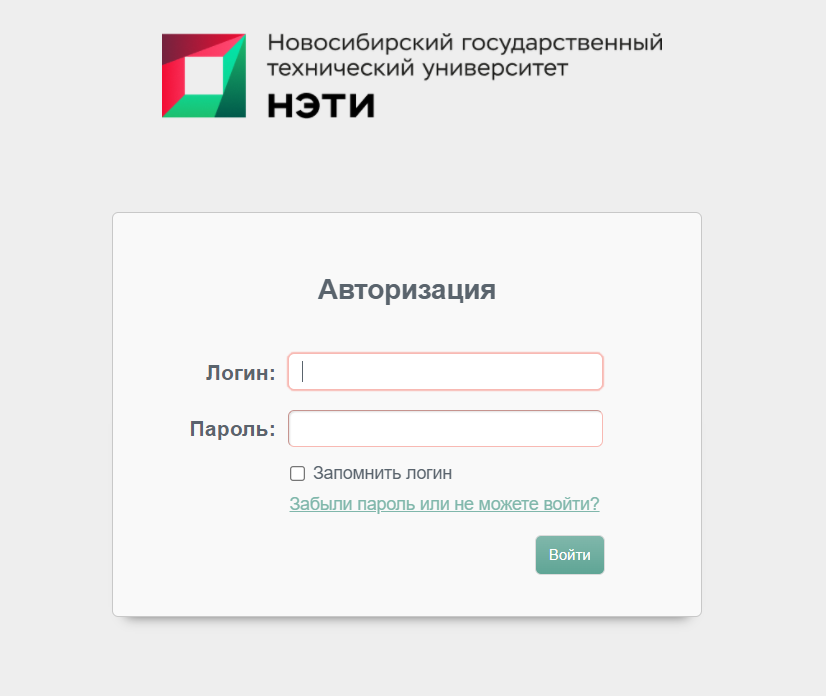 Новосибирский государственный
технический университет
НЭТИ
Авторизация
Логин:
Пароль:
Запомнить логин
Забыли пароль или не можете войти?
Войти